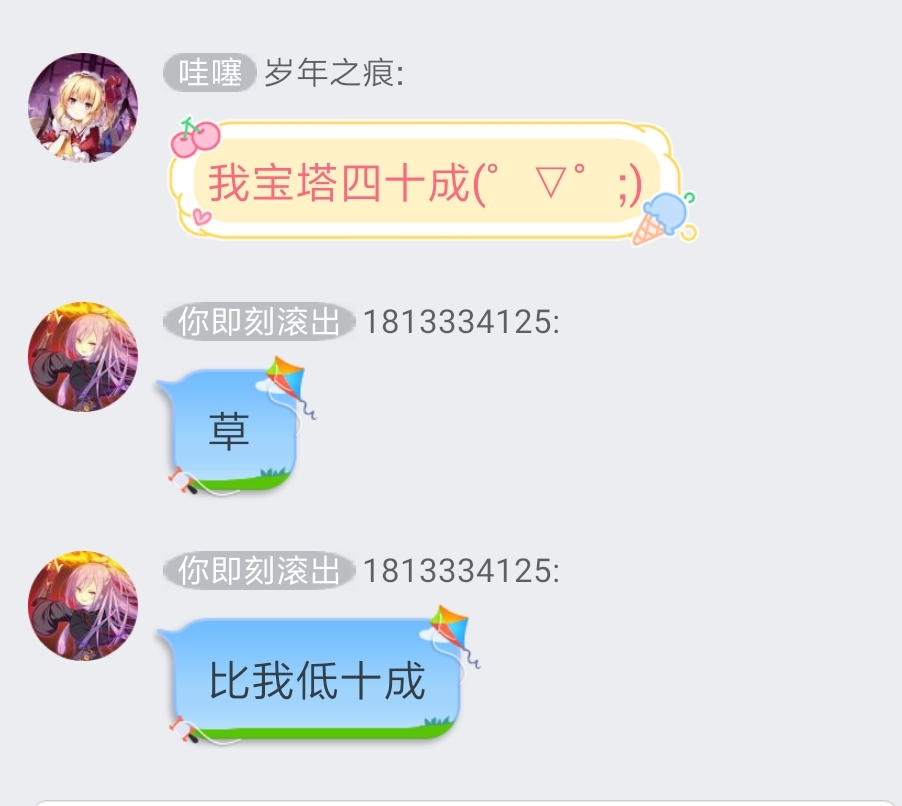 哇噻 岁年之痕:
我宝塔四十成(゜▽゜;)
你即刻滚出 1813334125:
草
你即刻滚出 1813334125:
比我低十成